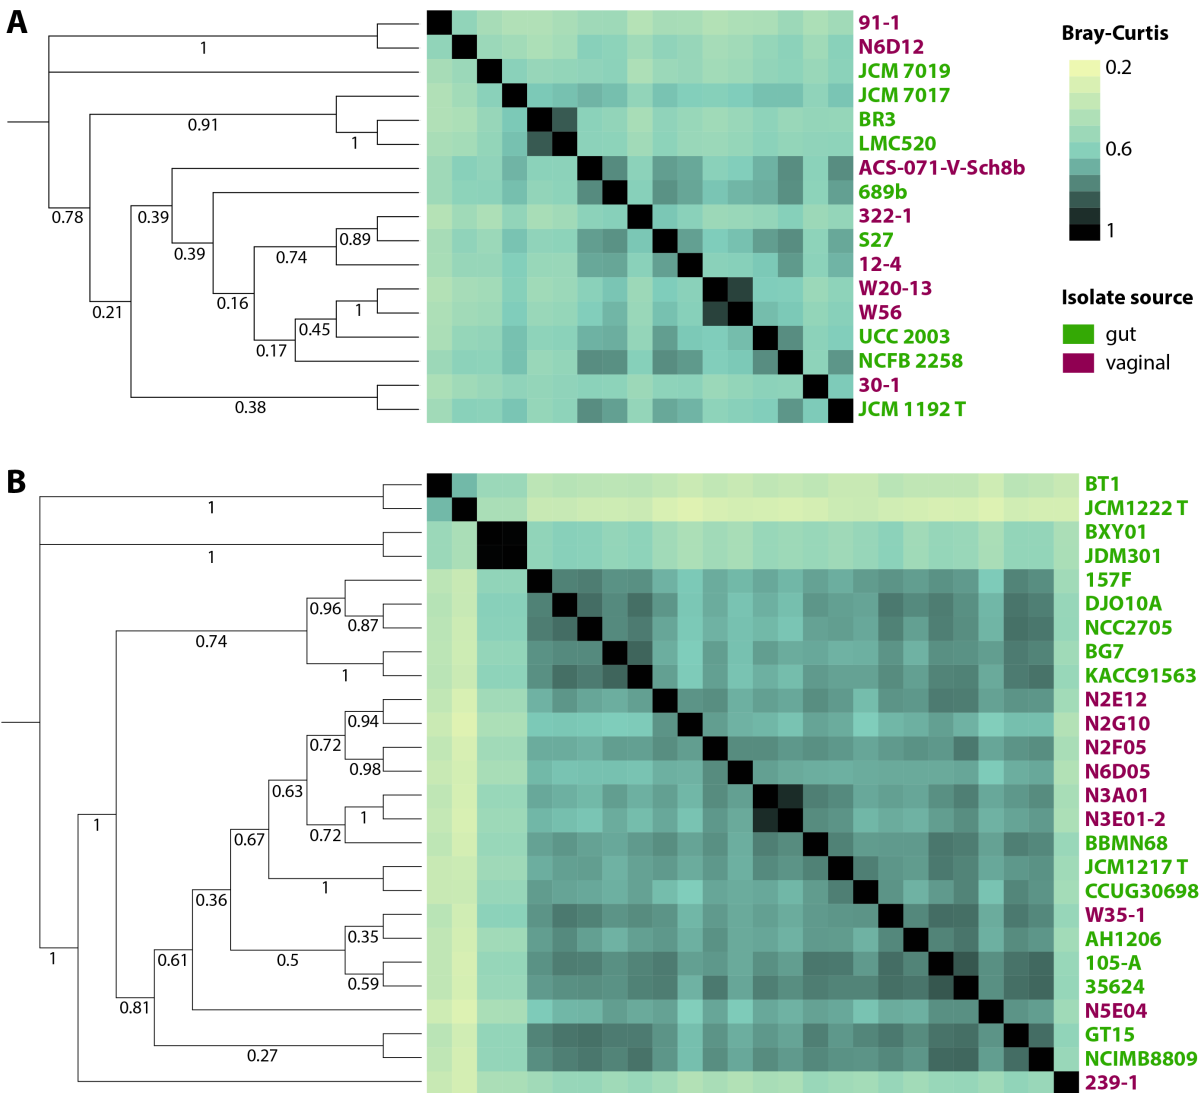 A
91-1
N6D12
JCM 7019
JCM 7017
BR3
LMC520
ACS-071-V-Sch8b
689b
322-1
S27
12-4
W20-13
W56
UCC 2003
NCFB 2258
30-1
JCM 1192 T
1
0.91
1
0.78
0.39
0.89
0.39
0.74
0.16
1
0.21
0.45
0.17
0.38
Bray-Curtis
0.2
0.6
1
Isolate source
gut
vaginal
B
BT1
JCM1222 T
BXY01
JDM301
157F
DJO10A
NCC2705
BG7
KACC91563
N2E12
N2G10
N2F05
N6D05
N3A01
N3E01-2
BBMN68
JCM1217 T
CCUG30698
W35-1
AH1206
105-A
35624
N5E04
GT15
NCIMB8809
239-1
1
1
0.96
0.87
0.74
1
0.94
0.72
0.98
0.63
1
1
0.72
0.67
1
0.36
0.35
1
0.61
0.5
0.59
0.81
0.27